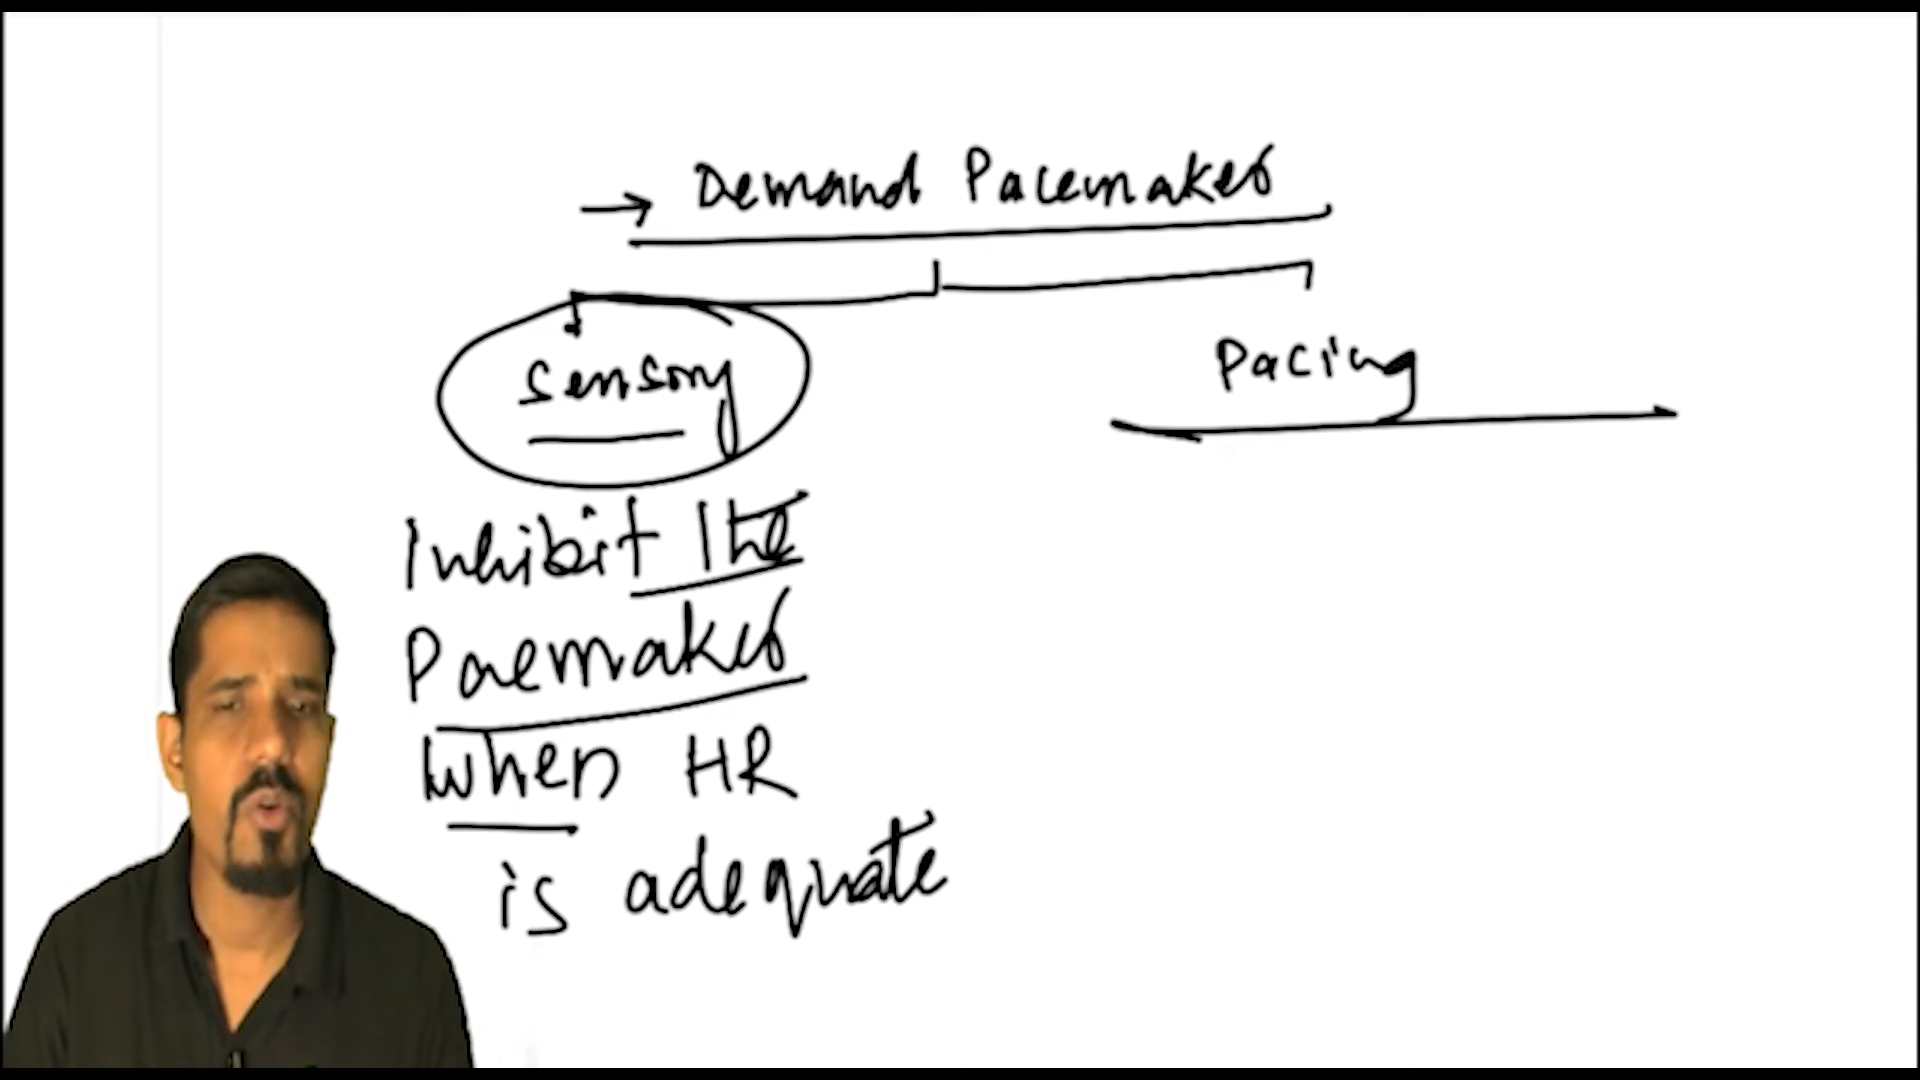 → Demand Pacemaker
Sensory
Pacing
Inhibit the
Pacemaker
when HR
is adequate